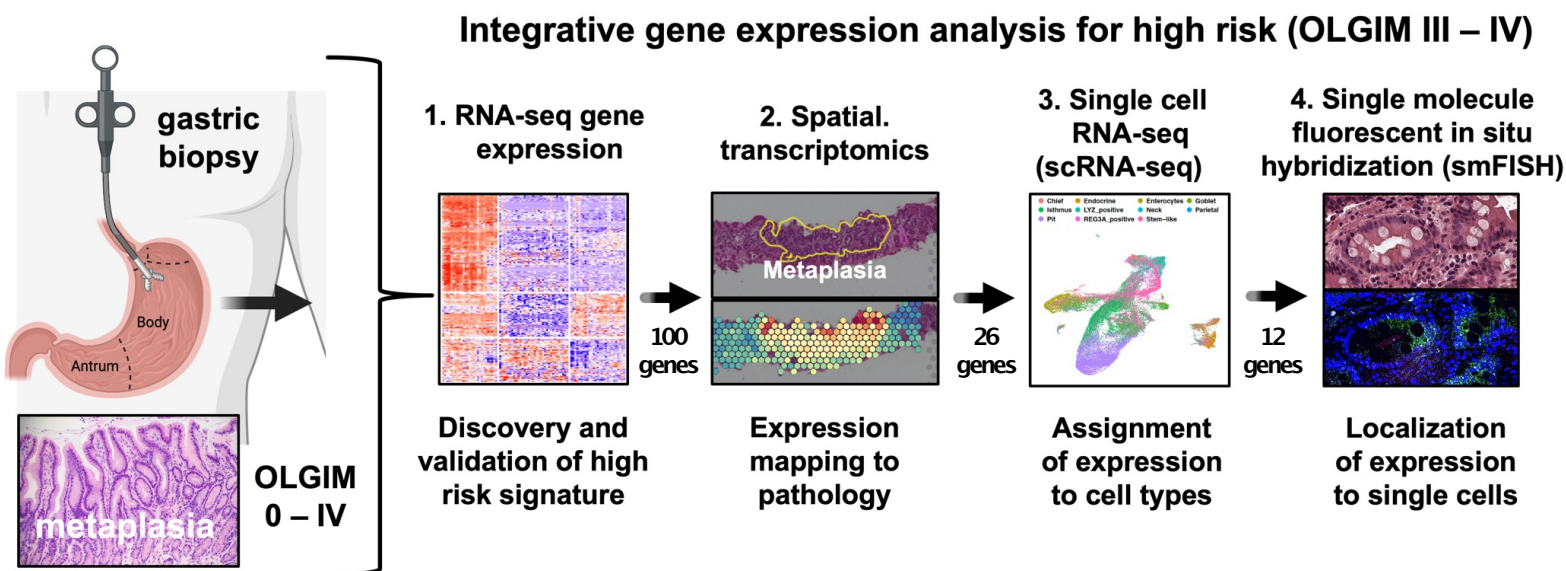 Integrative gene expression analysis for high risk (OLGIM III – IV)
gastric
biopsy
Body
Antrum
metaplasia
OLGIM
0 – IV
1. RNA-seq gene
expression
Discovery and
validation of high
risk signature
100
genes
2. Spatial.
transcriptomics
Metaplasia
Expression
mapping to
pathology
26
genes
3. Single cell
RNA-seq
(scRNA-seq)
Chief Endocrine Enterocytes Goblet
Isthmus LYZ_positive Neck Parietal
Pit REG3A_positive Stem-like
Assignment
of expression
to cell types
12
genes
4. Single molecule
fluorescent in situ
hybridization (smFISH)
Localization
of expression
to single cells